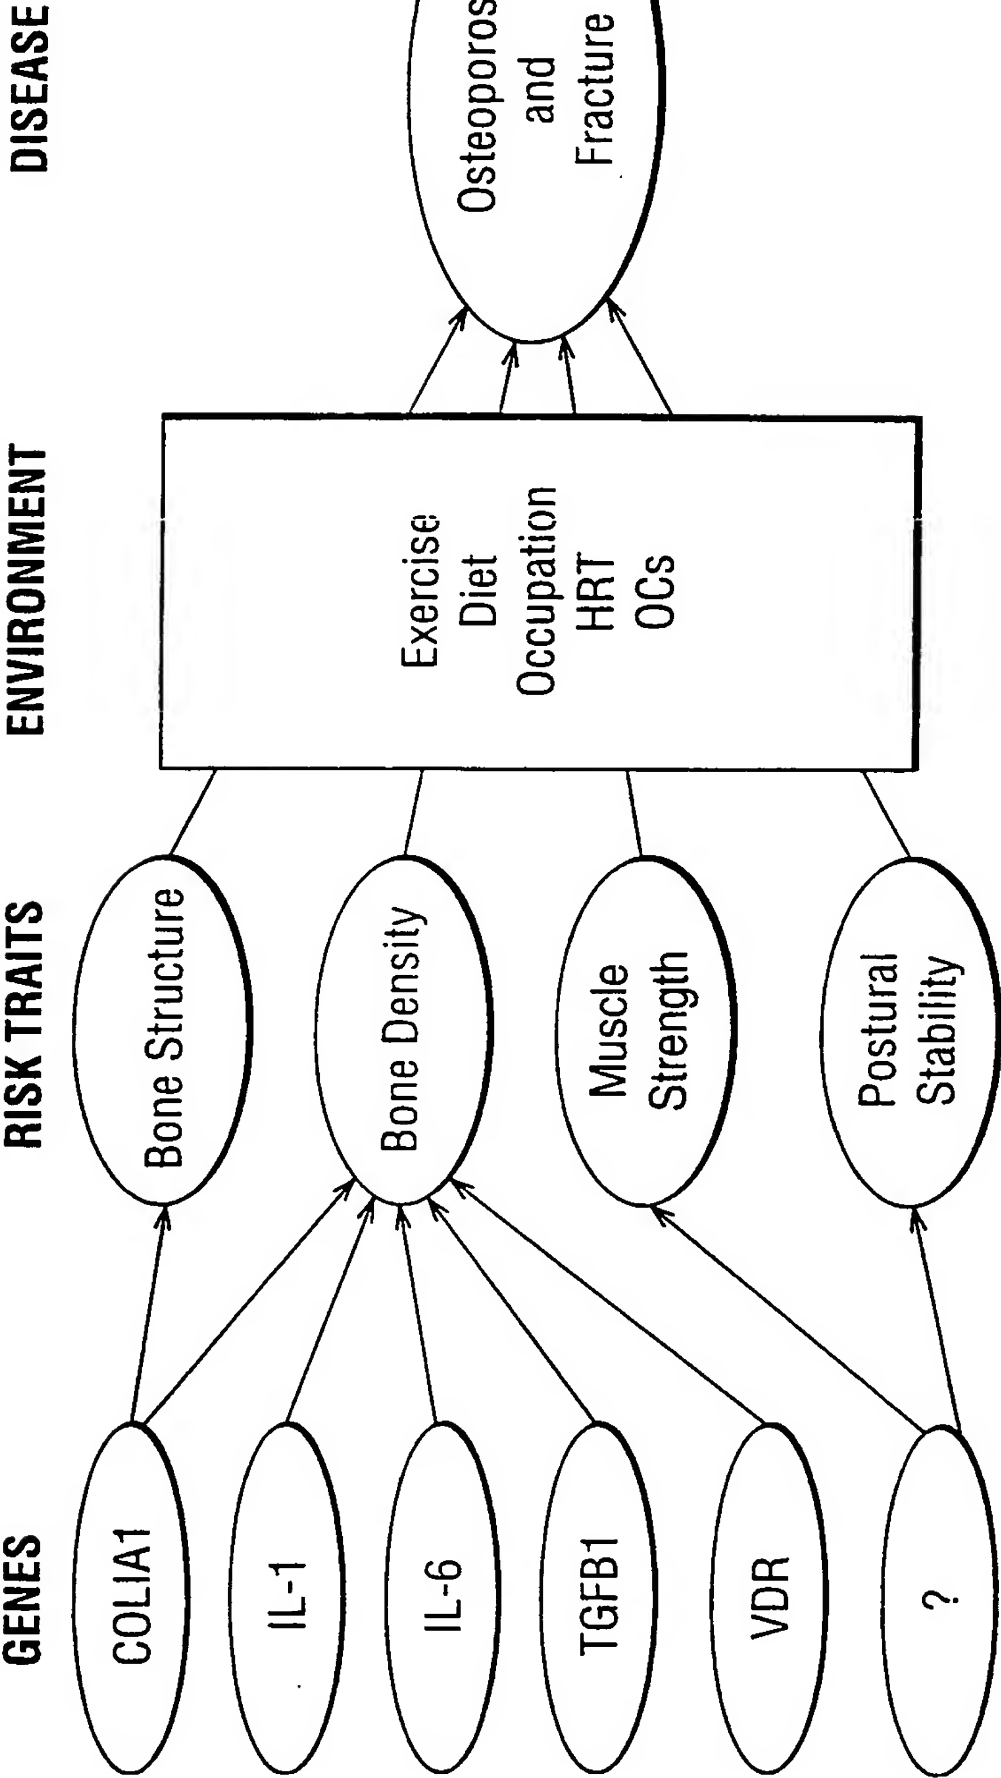 GENES
RISK TRAITS
ENVIRONMENT
DISEASE
COLIA1
IL-1
IL-6
TGFB1
VDR
?
Bone Structure
Bone Density
Muscle
Strength
Postural
Stability
Exercise
Diet
Occupation
HRT
OCs
Osteoporos
and
Fracture